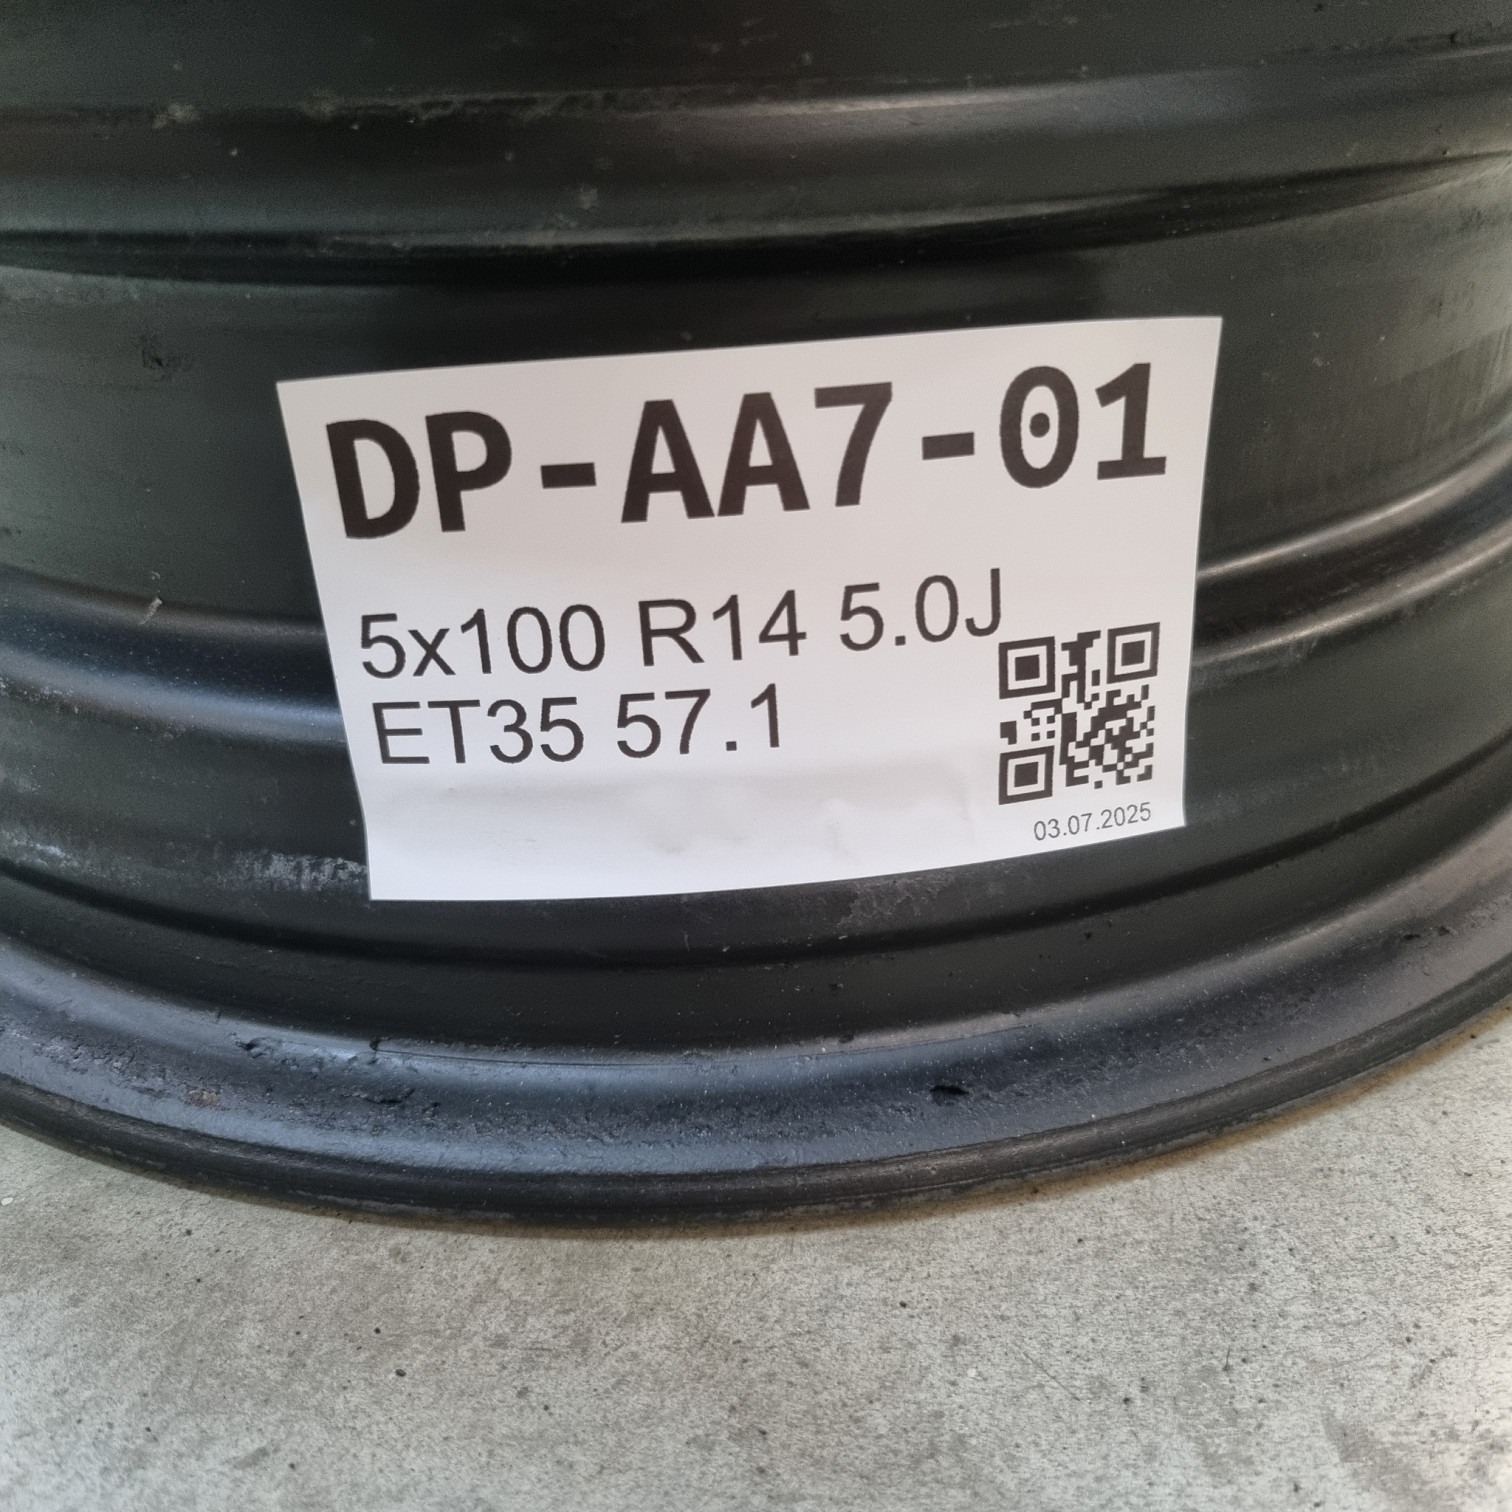 DP-AA7-01
5x100 R14 5.0J
ET35 57.1
03.07.2025